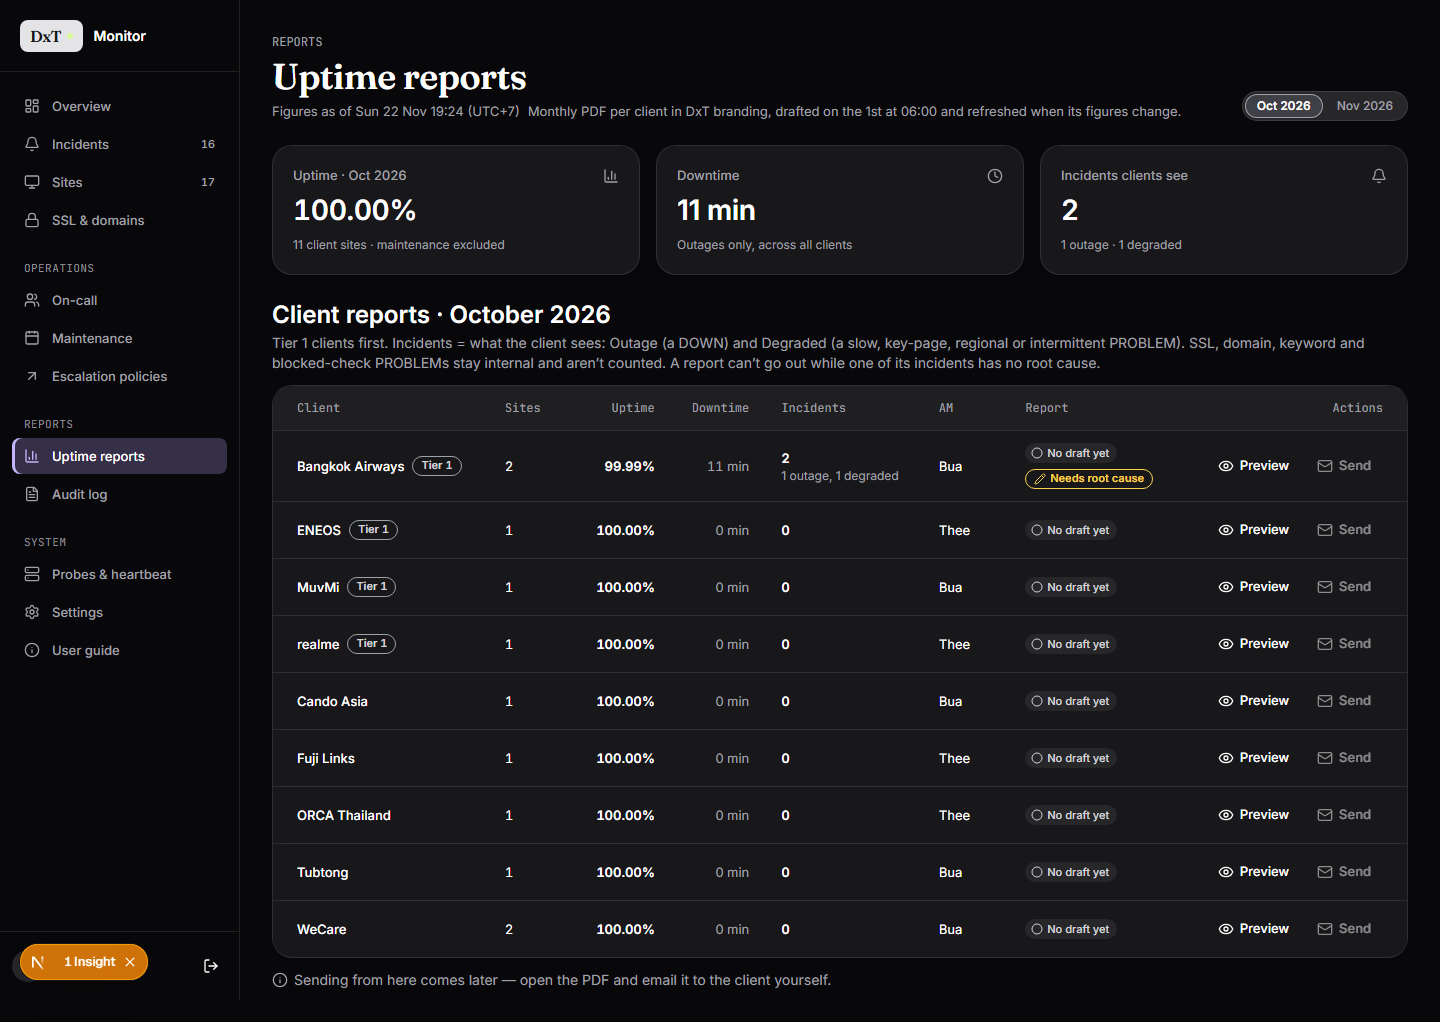 DxT
Monitor
Overview
Incidents 16
Sites 17
SSL & domains
OPERATIONS
On-call
Maintenance
Escalation policies
REPORTS
Uptime reports
Audit log
SYSTEM
Probes & heartbeat
Settings
User guide
1 Insight
REPORTS
Uptime reports
Figures as of Sun 22 Nov 19:24 (UTC+7) Monthly PDF per client in DxT branding, drafted on the 1st at 06:00 and refreshed when its figures change.
Oct 2026 Nov 2026
Uptime · Oct 2026
100.00%
11 client sites · maintenance excluded
Downtime
11 min
Outages only, across all clients
Incidents clients see
2
1 outage · 1 degraded
Client reports · October 2026
Tier 1 clients first. Incidents = what the client sees: Outage (a DOWN) and Degraded (a slow, key-page, regional or intermittent PROBLEM). SSL, domain, keyword and
blocked-check PROBLEMs stay internal and aren’t counted. A report can’t go out while one of its incidents has no root cause.
Client Sites Uptime Downtime Incidents AM Report Actions
Bangkok Airways Tier 1 2 99.99% 11 min 2 Bua No draft yet Preview Send
1 outage, 1 degraded Needs root cause
ENEOS Tier 1 1 100.00% 0 min 0 Thee No draft yet Preview Send
MuvMi Tier 1 1 100.00% 0 min 0 Bua No draft yet Preview Send
realme Tier 1 1 100.00% 0 min 0 Thee No draft yet Preview Send
Cando Asia 1 100.00% 0 min 0 Bua No draft yet Preview Send
Fuji Links 1 100.00% 0 min 0 Thee No draft yet Preview Send
ORCA Thailand 1 100.00% 0 min 0 Thee No draft yet Preview Send
Tubtong 1 100.00% 0 min 0 Bua No draft yet Preview Send
WeCare 2 100.00% 0 min 0 Bua No draft yet Preview Send
Sending from here comes later — open the PDF and email it to the client yourself.